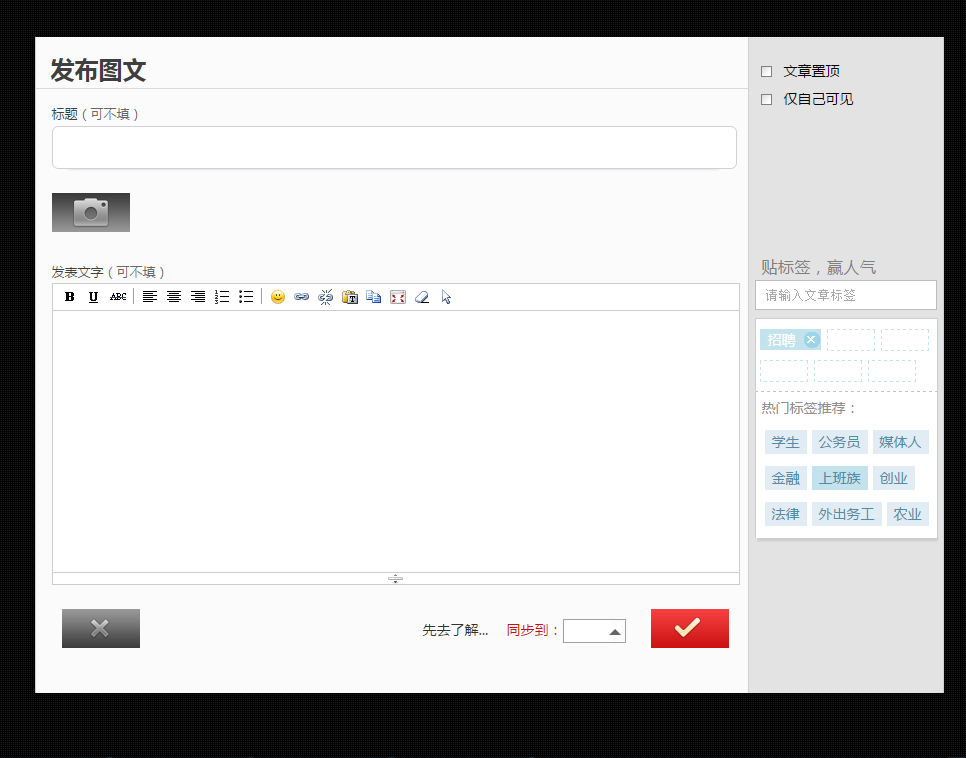 发布图文
标题（可不填）
发表文字（可不填）
B U ABC
先去了解... 同步到：
文章置顶
仅自己可见
贴标签，赢人气
请输入文章标签
招聘
热门标签推荐：
学生 公务员 媒体人
金融 上班族 创业
法律 外出务工 农业